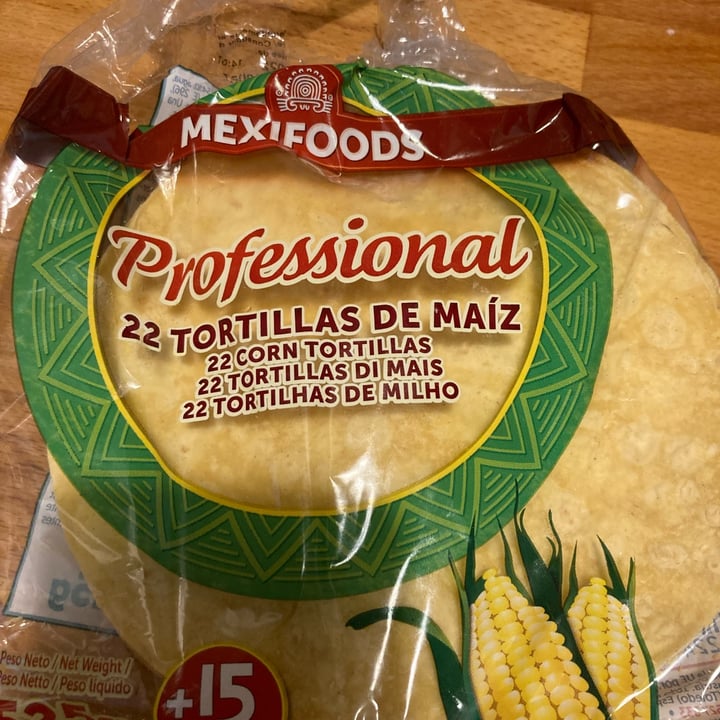 MEXIFOODS
Professional
22 TORTILLAS DE MAÍZ
22 CORN TORTILLAS
22 TORTILLAS DI MAIS
22 TORTILHAS DE MILHO
Peso Neto / Net Weight /
Peso Netto / Peso líquido
+15